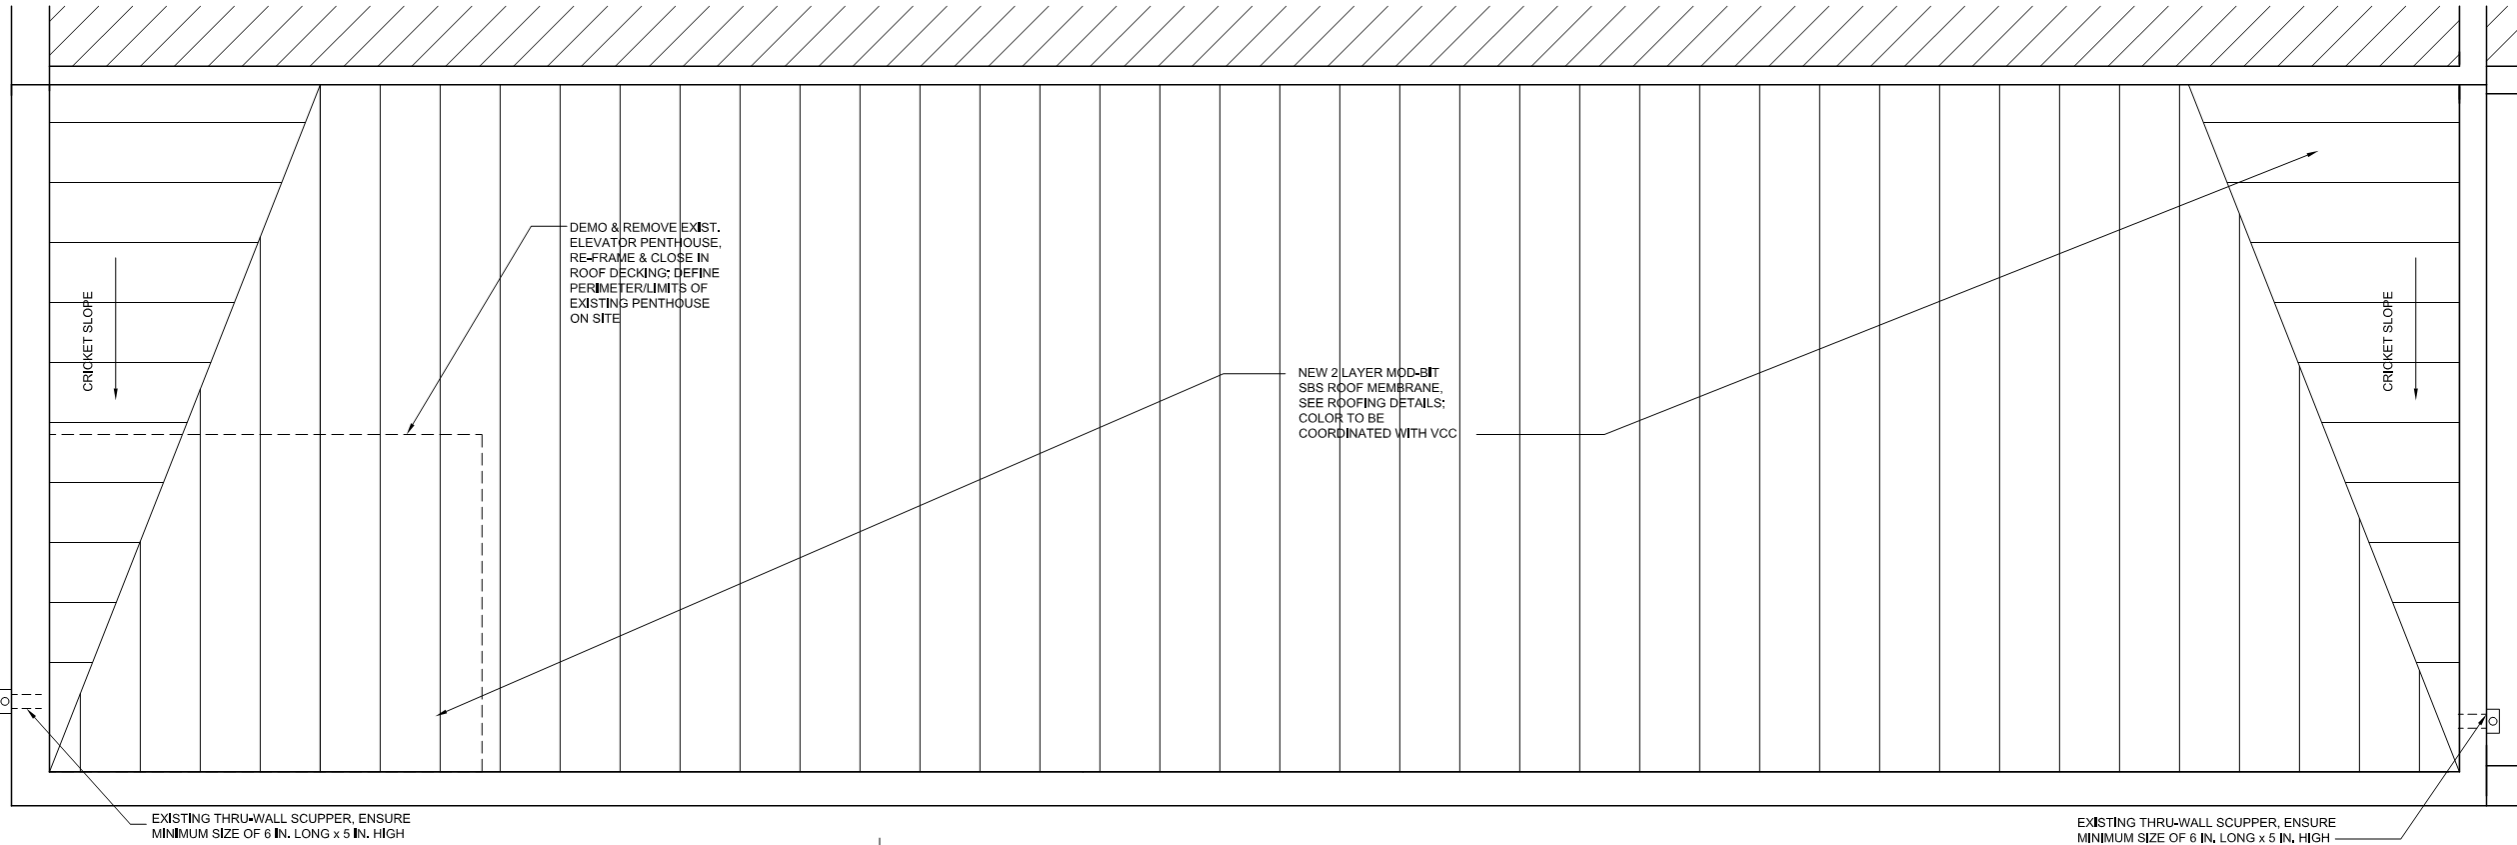 DEMO & REMOVE EXIST.
ELEVATOR PENTHOUSE,
RE-FRAME & CLOSE IN
ROOF DECKING; DEFINE
PERIMETER/LIMITS OF
EXISTING PENTHOUSE
ON SITE
CRICKET SLOPE
NEW 2 LAYER MOD-BIT
SBS ROOF MEMBRANE,
SEE ROOFING DETAILS;
COLOR TO BE
COORDINATED WITH VCC
CRICKET SLOPE
EXISTING THRU-WALL SCUPPER, ENSURE
MINIMUM SIZE OF 6 IN. LONG x 5 IN. HIGH
EXISTING THRU-WALL SCUPPER, ENSURE
MINIMUM SIZE OF 6 IN. LONG x 5 IN. HIGH